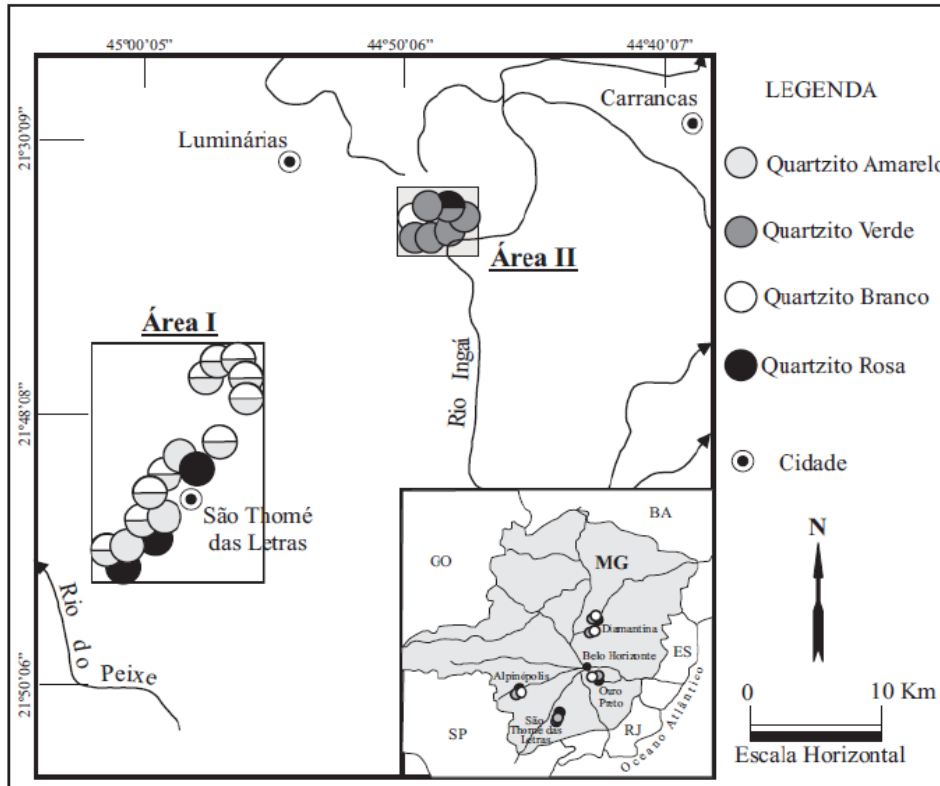 45°00'05"
44°50'06"
44°40'07"
21°30'09"
21°48'08"
21°50'06"
Luminárias
Carrancas
Área II
Área I
Rio Ingaí
São Thomé
das Letras
Rio do
Peixe
LEGENDA
Quartzito Amarelo
Quartzito Verde
Quartzito Branco
Quartzito Rosa
Cidade
N
0 10 Km
Escala Horizontal
BA
GO
MG
Diamantina
Belo Horizonte
ES
Alpinópolis
Ouro
Preto
São
Thomé das
Letras
SP
RJ
Oceano Atlântico